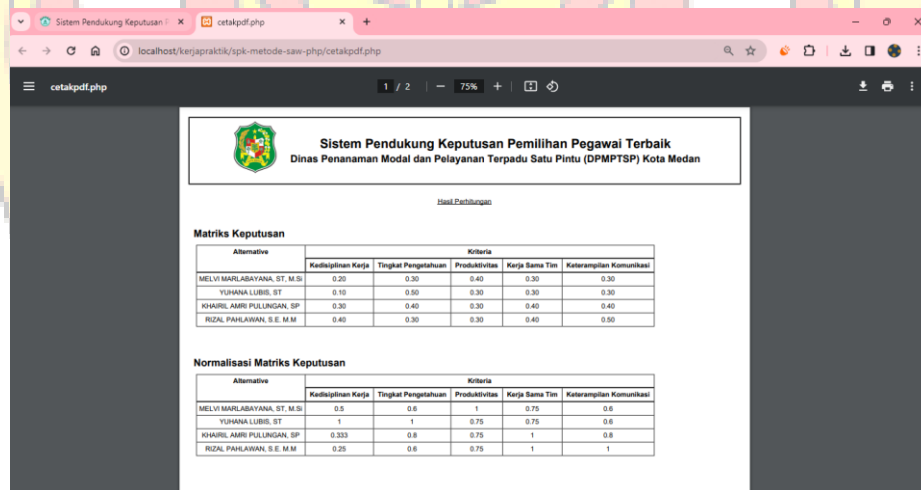 Sistem Pendukung Keputusan P
cetakpdf.php
localhost/kerjapraktik/spk-metode-saw-php/cetakpdf.php
cetakpdf.php 1 / 2 75%
Sistem Pendukung Keputusan Pemilihan Pegawai Terbaik
Dinas Penanaman Modal dan Pelayanan Terpadu Satu Pintu (DPMPTSP) Kota Medan
Hasil Perhitungan
Matriks Keputusan
Alternative Kriteria
Kedisiplinan Kerja Tingkat Pengetahuan Produktivitas Kerja Sama Tim Keterampilan Komunikasi
MELVI MARLABAYANA, ST, M.Si 0.20 0.30 0.40 0.30 0.30
YUHANA LUBIS, ST 0.10 0.50 0.30 0.30 0.30
KHAIRIL AMRI PULUNGAN, SP 0.30 0.40 0.30 0.40 0.40
RIZAL PAHLAWAN, S.E. M.M 0.40 0.30 0.30 0.40 0.50
Normalisasi Matriks Keputusan
Alternative Kriteria
Kedisiplinan Kerja Tingkat Pengetahuan Produktivitas Kerja Sama Tim Keterampilan Komunikasi
MELVI MARLABAYANA, ST, M.Si 0.5 0.6 1 0.75 0.6
YUHANA LUBIS, ST 1 1 0.75 0.75 0.6
KHAIRIL AMRI PULUNGAN, SP 0.333 0.8 0.75 1 0.8
RIZAL PAHLAWAN, S.E. M.M 0.25 0.6 0.75 1 1